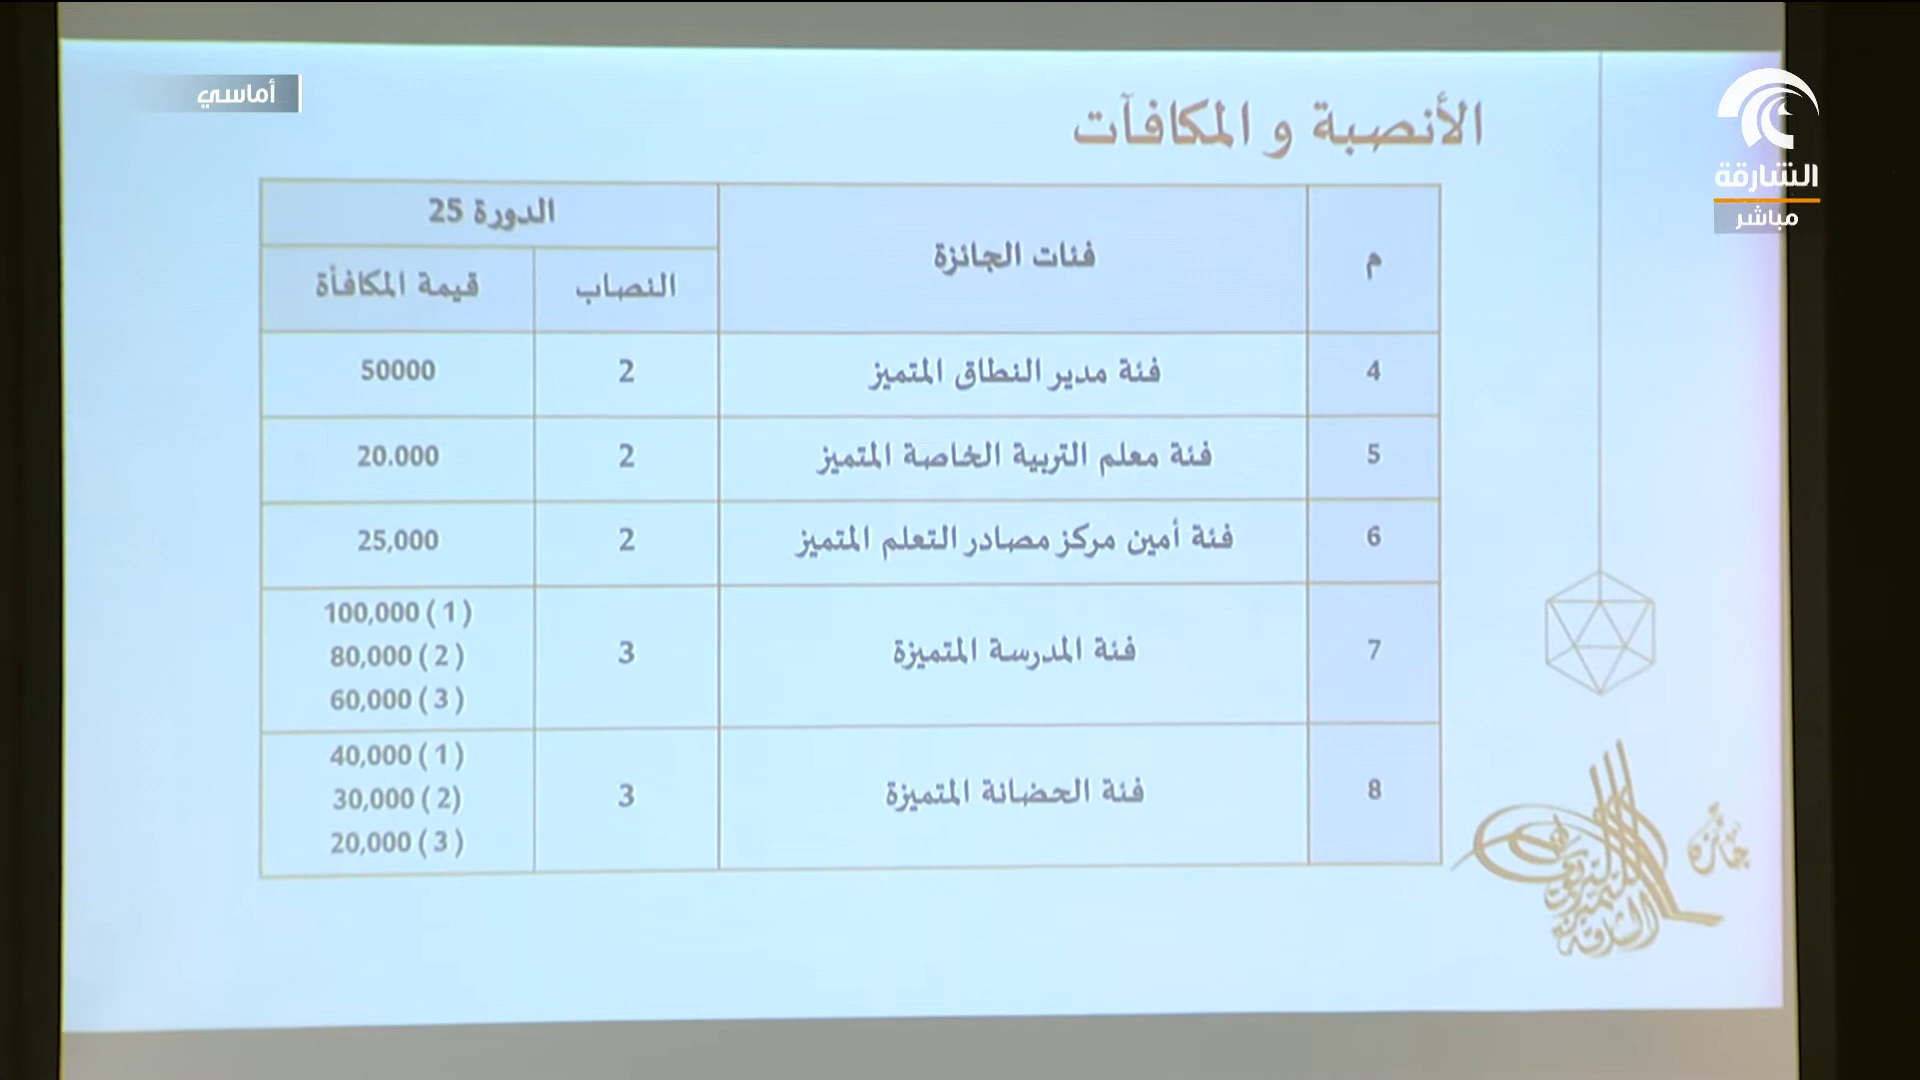 أماسي
الشارقة
مباشر
الأنصبة و المكافآت
م
فئات الجائزة
الدورة 25
النصاب
قيمة المكافأة
4
فئة مدير النطاق المتميز
2
50000
5
فئة معلم التربية الخاصة المتميز
2
20.000
6
فئة أمين مركز مصادر التعلم المتميز
2
25,000
7
فئة المدرسة المتميزة
3
100,000 ( 1 )
80,000 ( 2 )
60,000 ( 3 )
8
فئة الحضانة المتميزة
3
40,000 ( 1 )
30,000 ( 2)
20,000 ( 3 )
جائزة
الشارقة